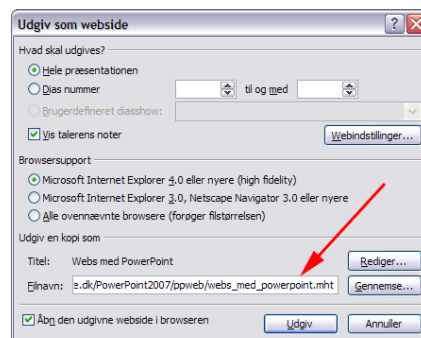 Udgiv som webside
Hvad skal udgives?
Hele præsentationen
Dias nummer til og med
Brugerdefineret diasshow:
Vis talerens noter Webindstillinger...
Browsersupport
Microsoft Internet Explorer 4.0 eller nyere (high fidelity)
Microsoft Internet Explorer 3.0, Netscape Navigator 3.0 eller nyere
Alle ovennævnte browsere (forøger filstørrelsen)
Udgiv en kopi som
Titel: Webs med PowerPoint Rediger...
Filnavn: e.dk/PowerPoint2007/ppweb/webs_med_powerpoint.mht Gennemse...
Åbn den udgivne webside i browseren Udgiv Annuller